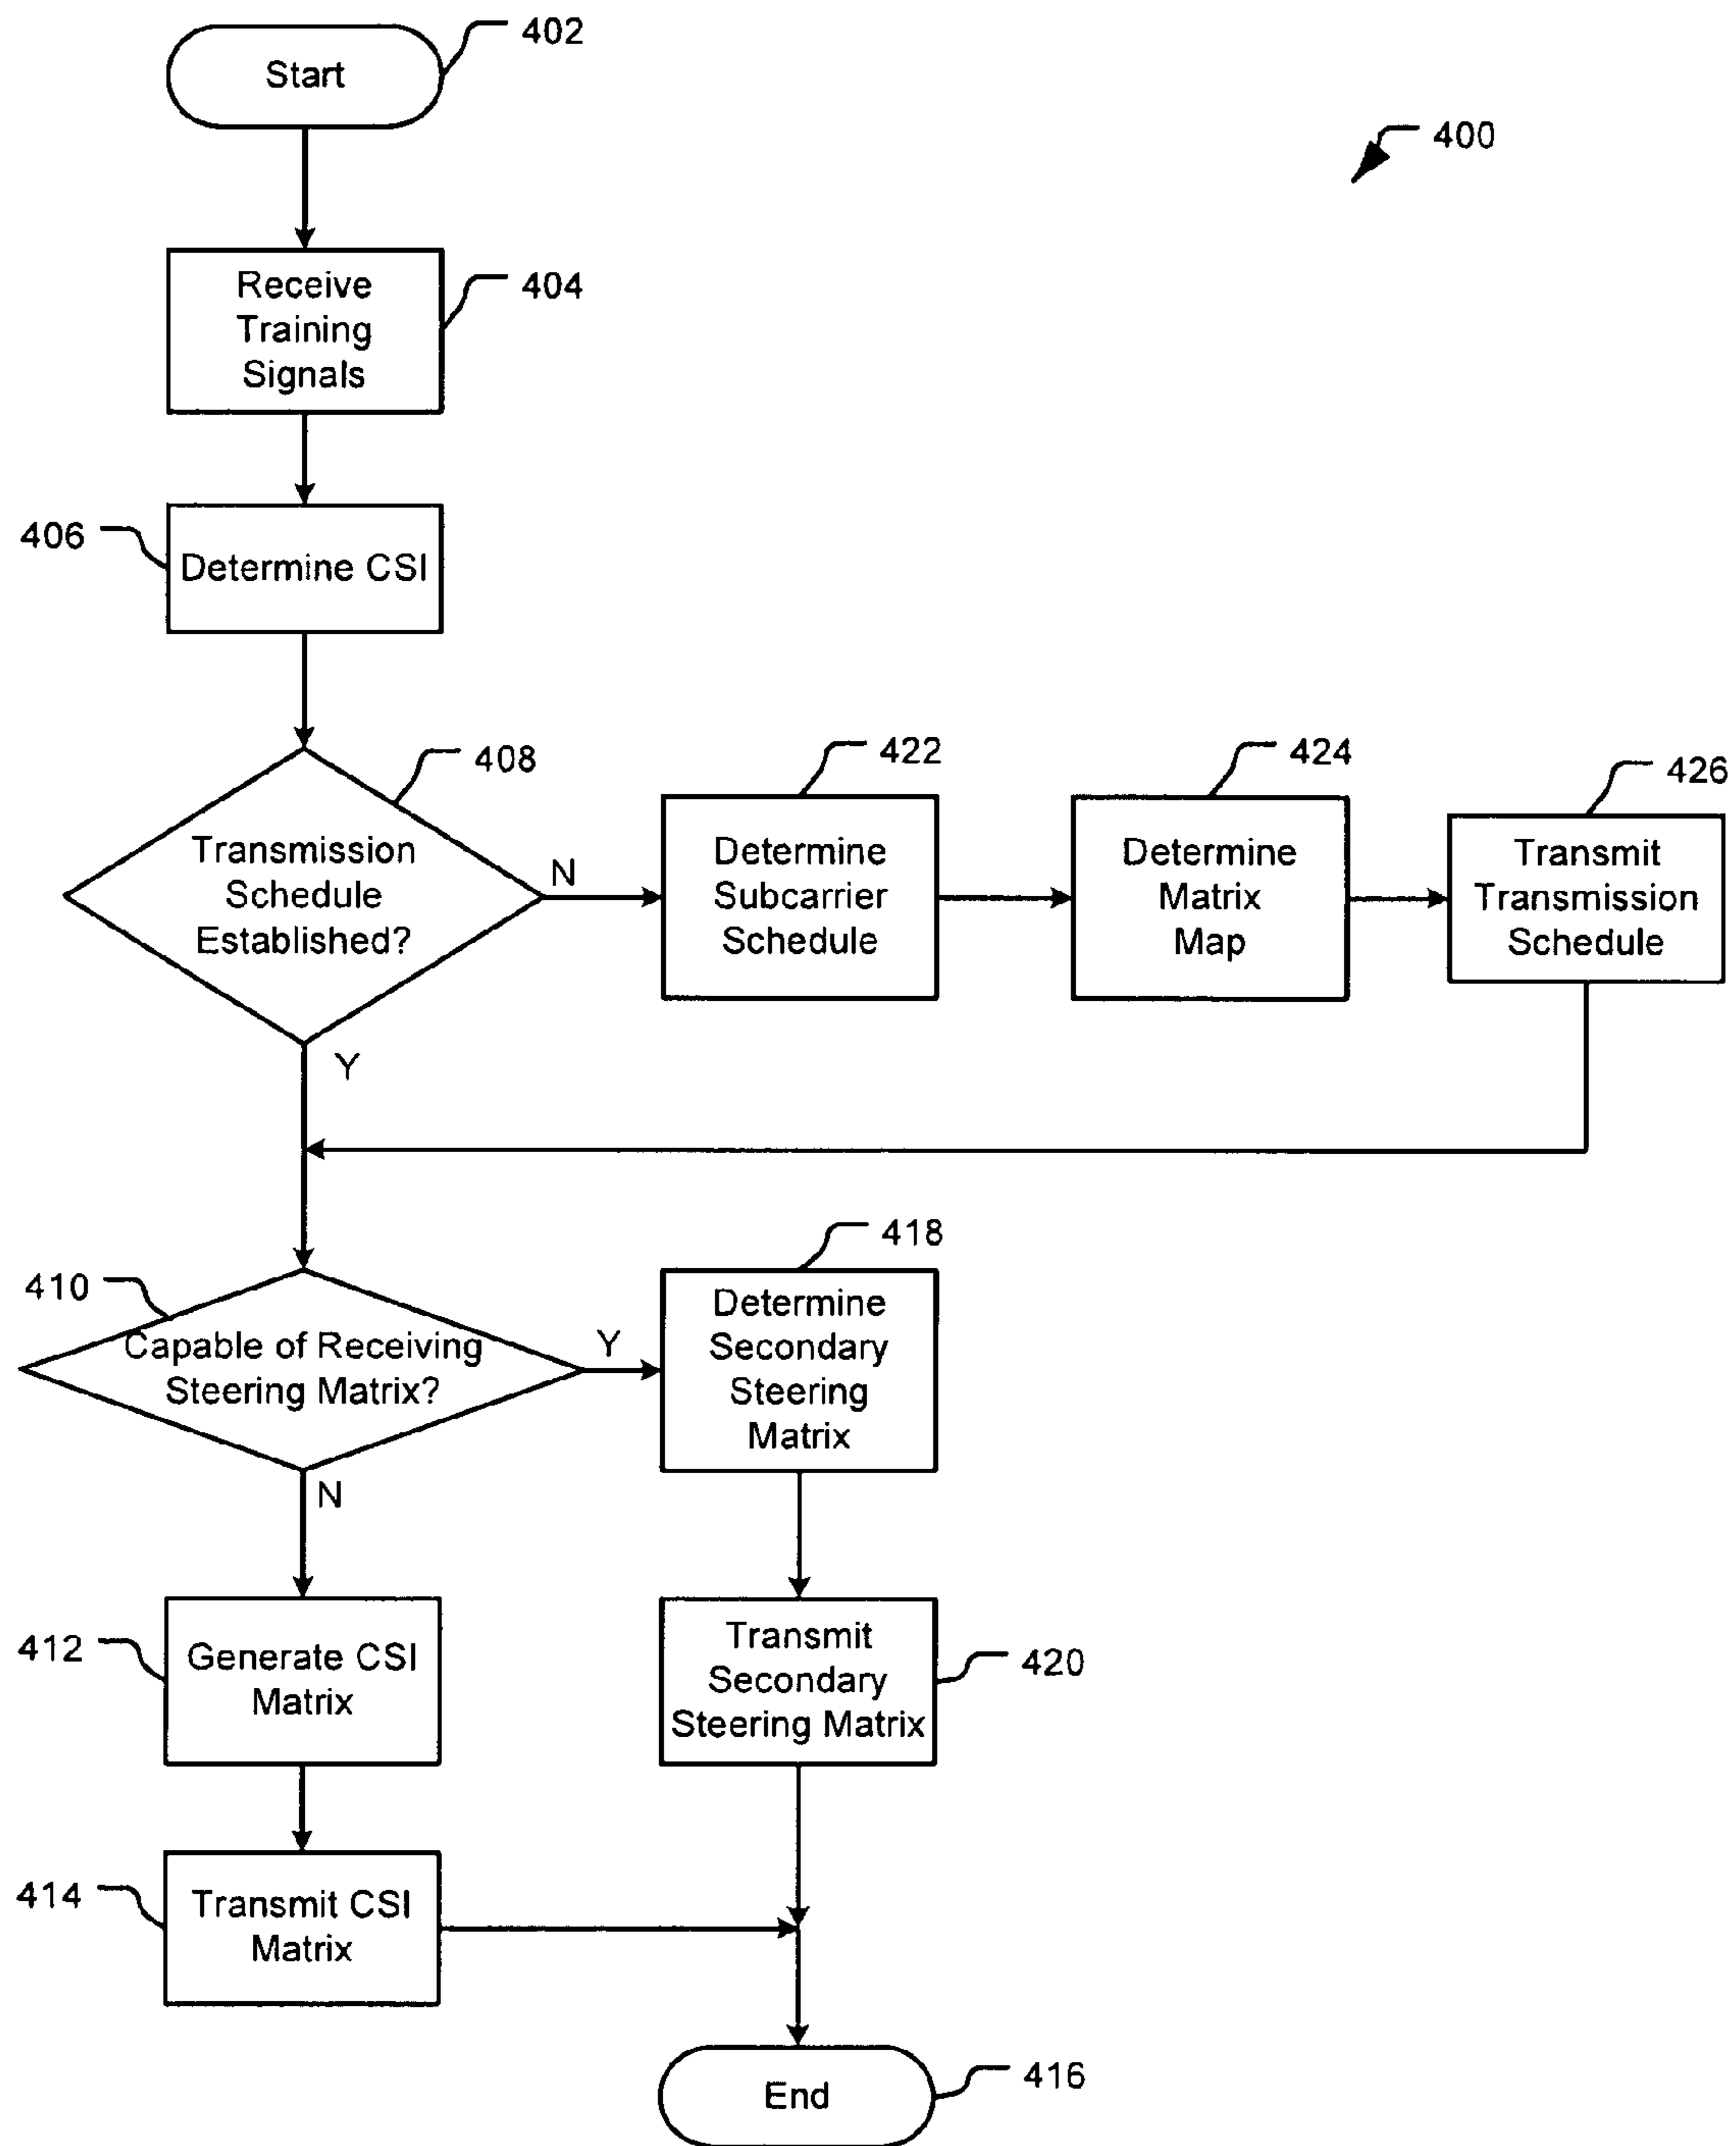 402
Start
400
Receive
Training
Signals
404
406
Determine CSI
408
Transmission
Schedule
Established?
N
Y
422
Determine
Subcarrier
Schedule
424
Determine
Matrix
Map
426
Transmit
Transmission
Schedule
410
Capable of Receiving
Steering Matrix?
Y
N
418
Determine
Secondary
Steering
Matrix
412
Generate CSI
Matrix
Transmit
Secondary
Steering Matrix
420
414
Transmit CSI
Matrix
End
416